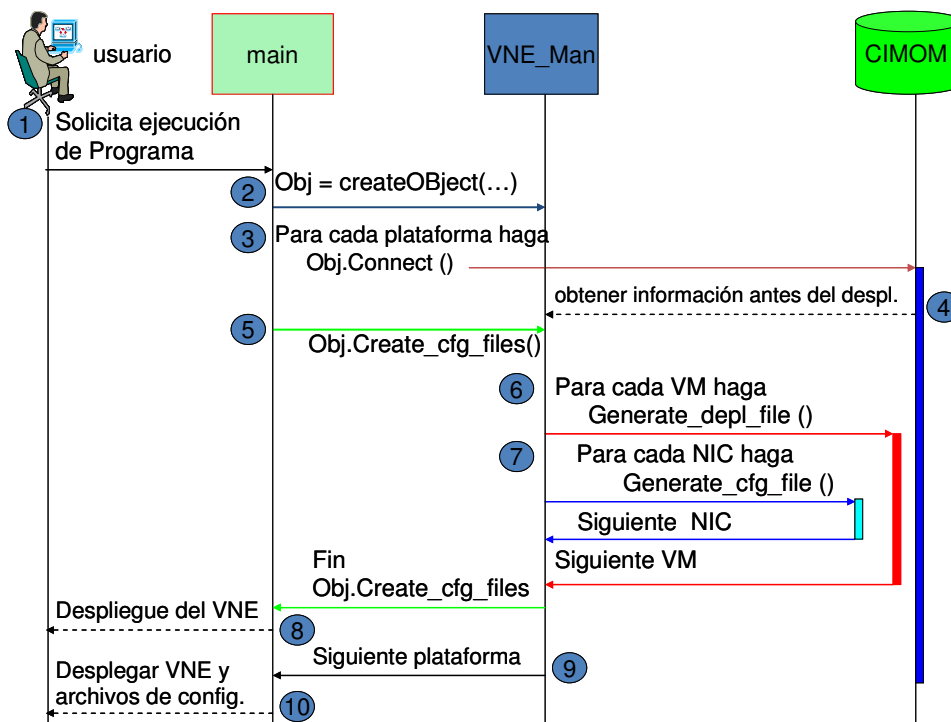 usuario
main
VNE_Man
CIMOM
1
Solicita ejecución
de Programa
2
Obj = createOBject(…)
3
Para cada plataforma haga
Obj.Connect ()
obtener información antes del despl.
4
5
Obj.Create_cfg_files()
6
Para cada VM haga
Generate_depl_file ()
7
Para cada NIC haga
Generate_cfg_file ()
Siguiente NIC
Siguiente VM
Fin
Obj.Create_cfg_files
Despliegue del VNE
8
Siguiente plataforma
9
Desplegar VNE y
archivos de config.
10